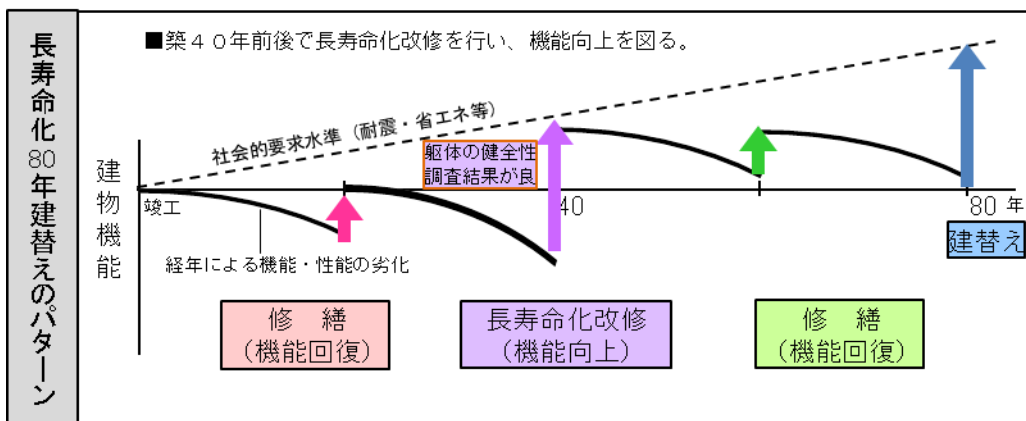 長寿命化80年建替えのパターン
■築４０年前後で長寿命化改修を行い、機能向上を図る。
社会的要求水準（耐震・省エネ等）
躯体の健全性
調査結果が良
建物機能
竣工
40
80 年
建替え
経年による機能・性能の劣化
修 繕
（機能回復）
長寿命化改修
（機能向上）
修 繕
（機能回復）